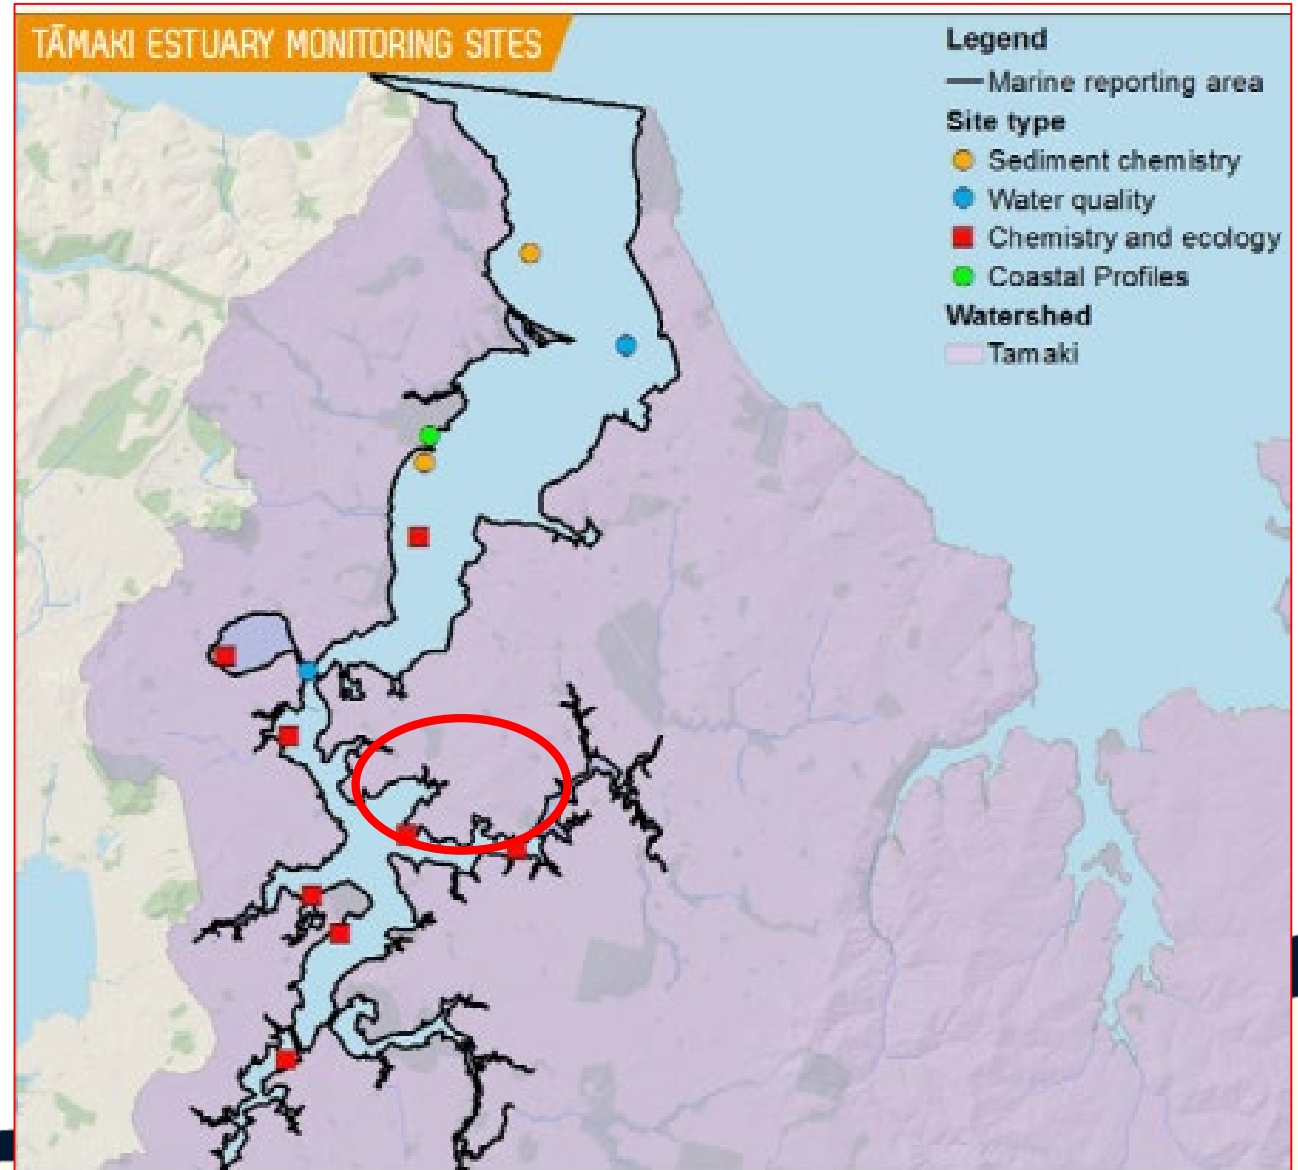 TĀMAKI ESTUARY MONITORING SITES
Legend
Marine reporting area
Site type
Sediment chemistry
Water quality
Chemistry and ecology
Coastal Profiles
Watershed
Tamaki